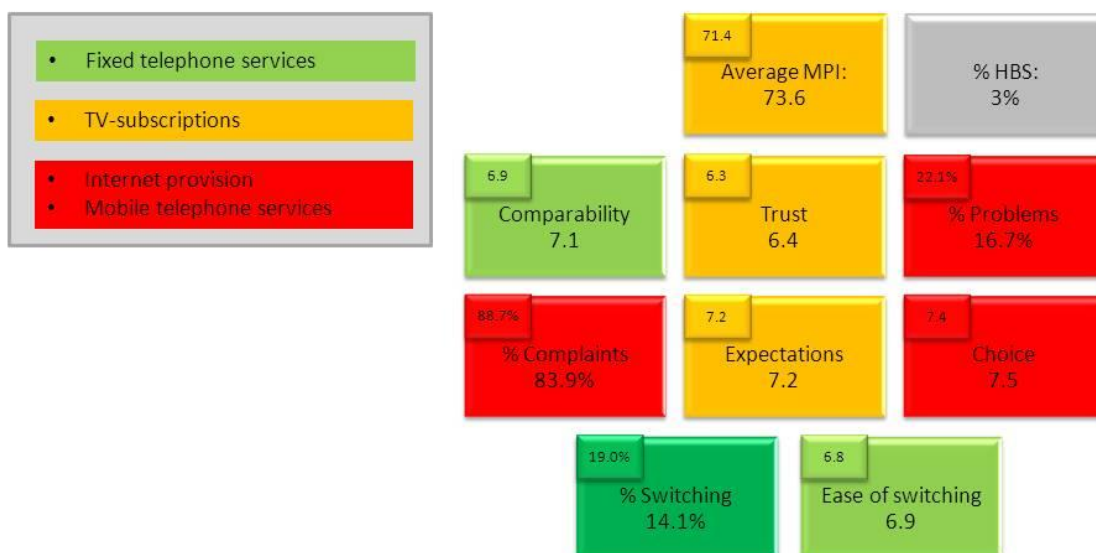 • Fixed telephone services
• TV-subscriptions
• Internet provision
• Mobile telephone services
71.4
Average MPI:
73.6
% HBS:
3%
6.9
Comparability
7.1
6.3
Trust
6.4
22.1%
% Problems
16.7%
88.7%
% Complaints
83.9%
7.2
Expectations
7.2
7.4
Choice
7.5
19.0%
% Switching
14.1%
6.8
Ease of switching
6.9